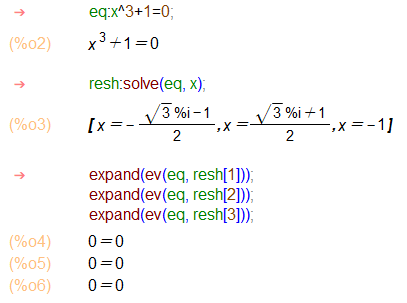 → eq:x^3+1=0;
(%o2) x³+1=0
→ resh:solve(eq, x);
(%o3) [x=-(√3 %i-1)/2,x=(√3 %i+1)/2,x=-1]
→ expand(ev(eq, resh[1]));
expand(ev(eq, resh[2]));
expand(ev(eq, resh[3]));
(%o4) 0=0
(%o5) 0=0
(%o6) 0=0